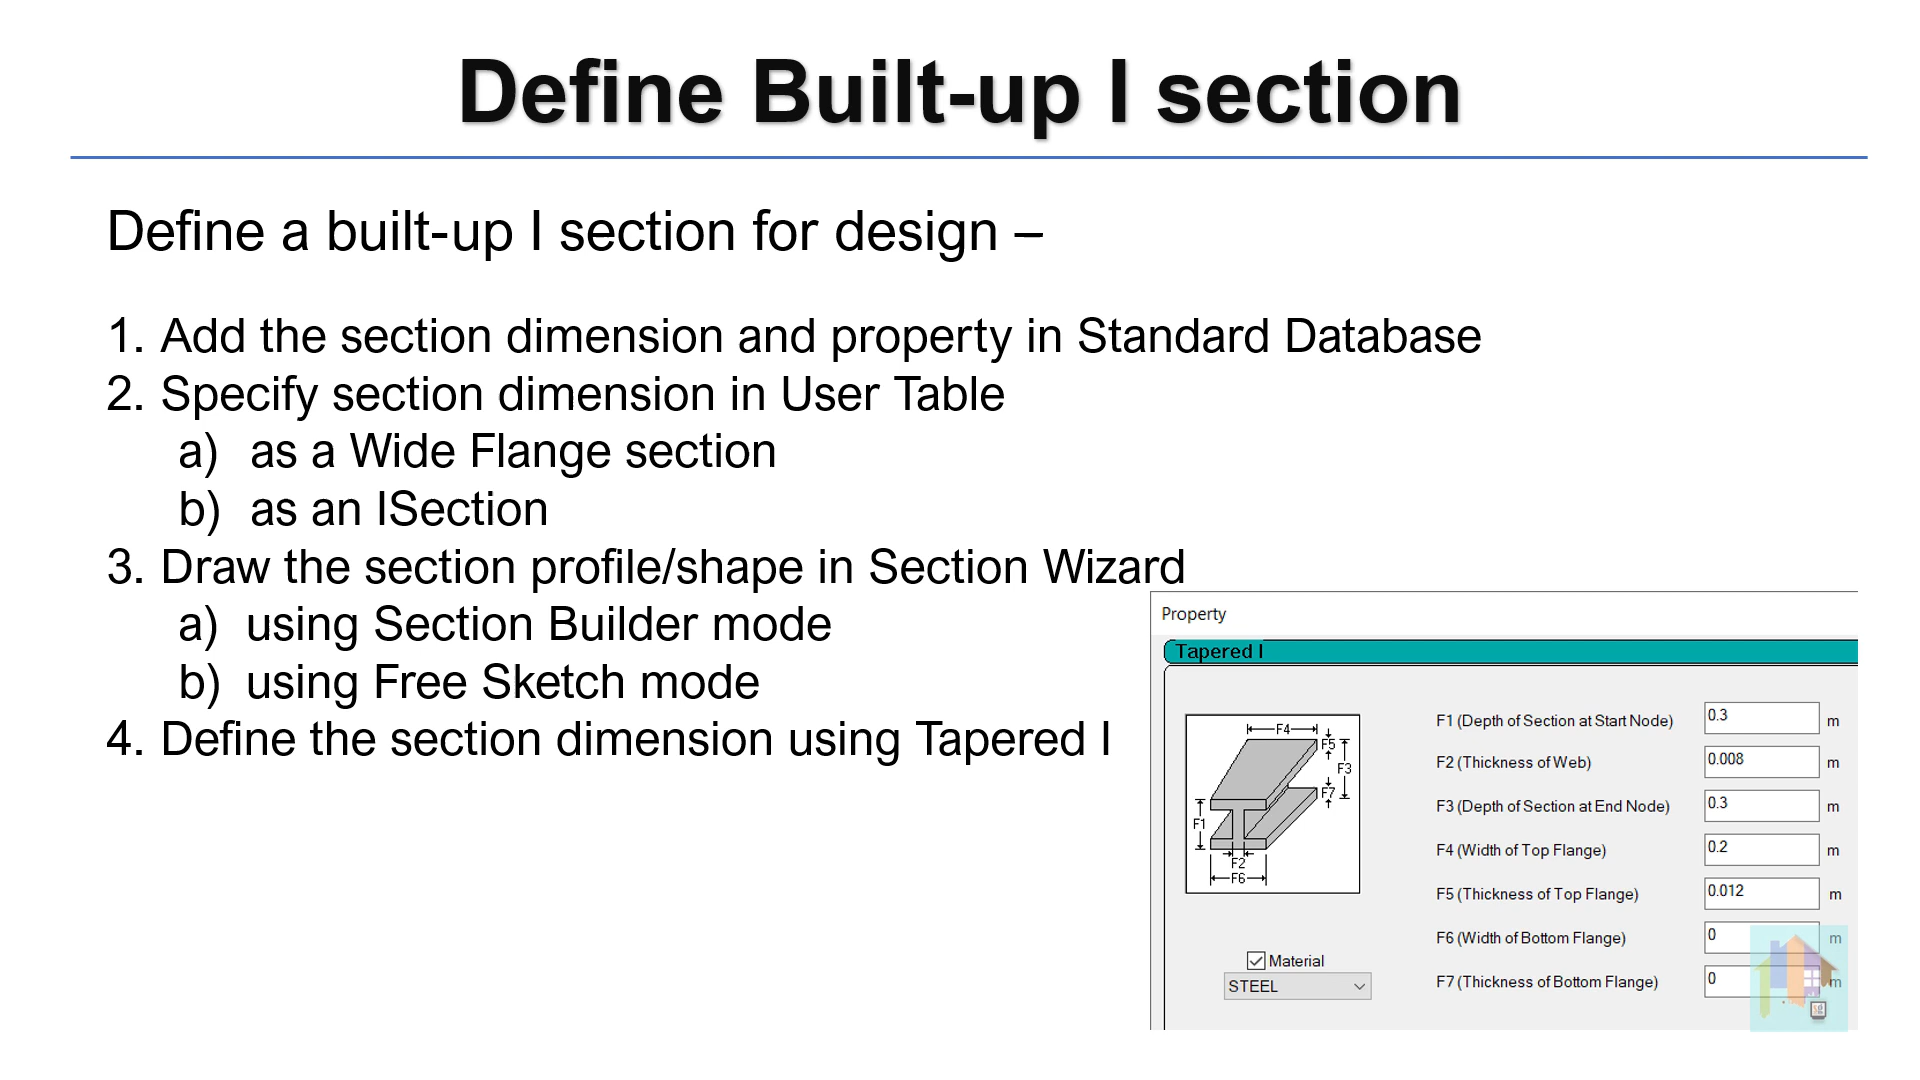 Define Built-up I section
Define a built-up I section for design –
1. Add the section dimension and property in Standard Database
2. Specify section dimension in User Table
a) as a Wide Flange section
b) as an ISection
3. Draw the section profile/shape in Section Wizard
a) using Section Builder mode
b) using Free Sketch mode
4. Define the section dimension using Tapered I
Property
Tapered I
F4
F5
F3
F7
F1
F2
F6
Material
STEEL
F1 (Depth of Section at Start Node) 0.3 m
F2 (Thickness of Web) 0.008 m
F3 (Depth of Section at End Node) 0.3 m
F4 (Width of Top Flange) 0.2 m
F5 (Thickness of Top Flange) 0.012 m
F6 (Width of Bottom Flange) 0 m
F7 (Thickness of Bottom Flange) 0 m